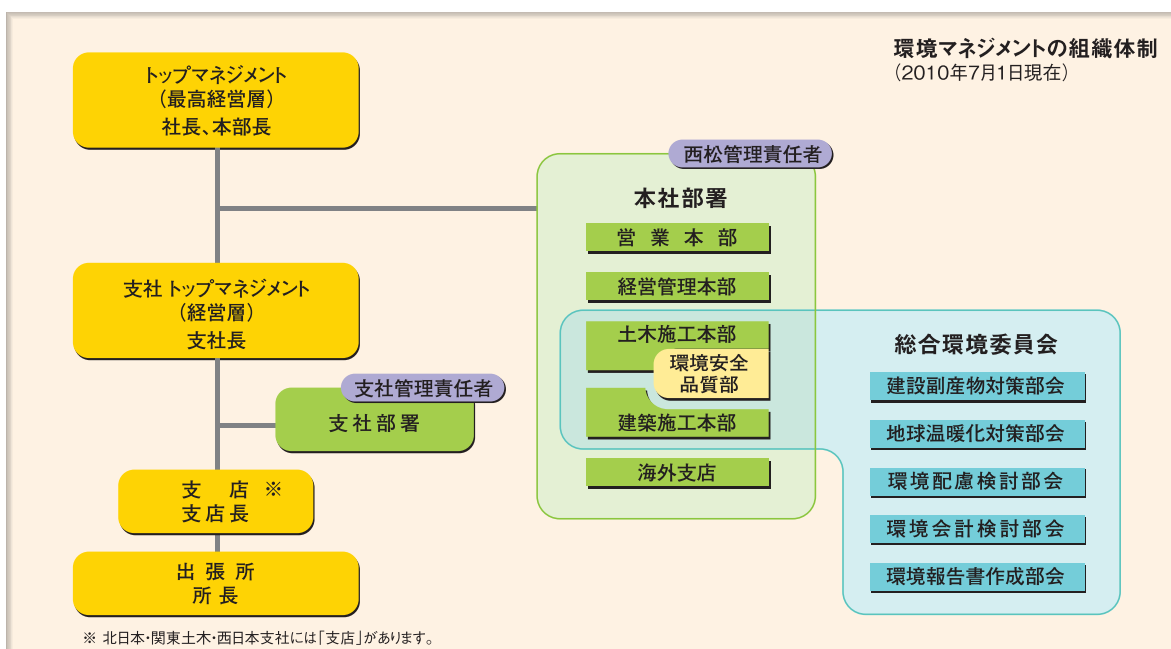 環境マネジメントの組織体制
(2010年7月1日現在)
トップマネジメント
(最高経営層)
社長、本部長
支社 トップマネジメント
(経営層)
支社長
支社管理責任者
支社部署
支店 ※
支店長
出張所
所長
※ 北日本・関東土木・西日本支社には「支店」があります。
西松管理責任者
本社部署
営業本部
経営管理本部
土木施工本部
環境安全
品質部
建築施工本部
海外支店
総合環境委員会
建設副産物対策部会
地球温暖化対策部会
環境配慮検討部会
環境会計検討部会
環境報告書作成部会